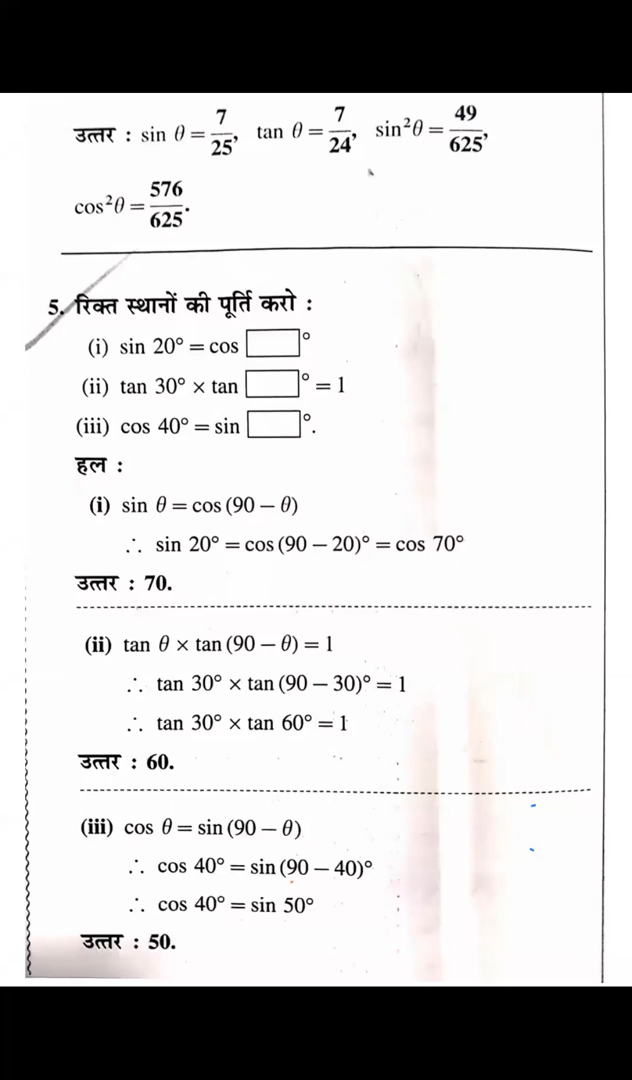 उत्तर : sin θ = 7/25, tan θ = 7/24, sin²θ = 49/625,
cos²θ = 576/625.
5. रिक्त स्थानों की पूर्ति करो :
(i) sin 20° = cos □°
(ii) tan 30° × tan □° = 1
(iii) cos 40° = sin □°.
हल :
(i) sin θ = cos (90 – θ)
∴ sin 20° = cos (90 – 20)° = cos 70°
उत्तर : 70.
(ii) tan θ × tan (90 – θ) = 1
∴ tan 30° × tan (90 – 30)° = 1
∴ tan 30° × tan 60° = 1
उत्तर : 60.
(iii) cos θ = sin (90 – θ)
∴ cos 40° = sin (90 – 40)°
∴ cos 40° = sin 50°
उत्तर : 50.